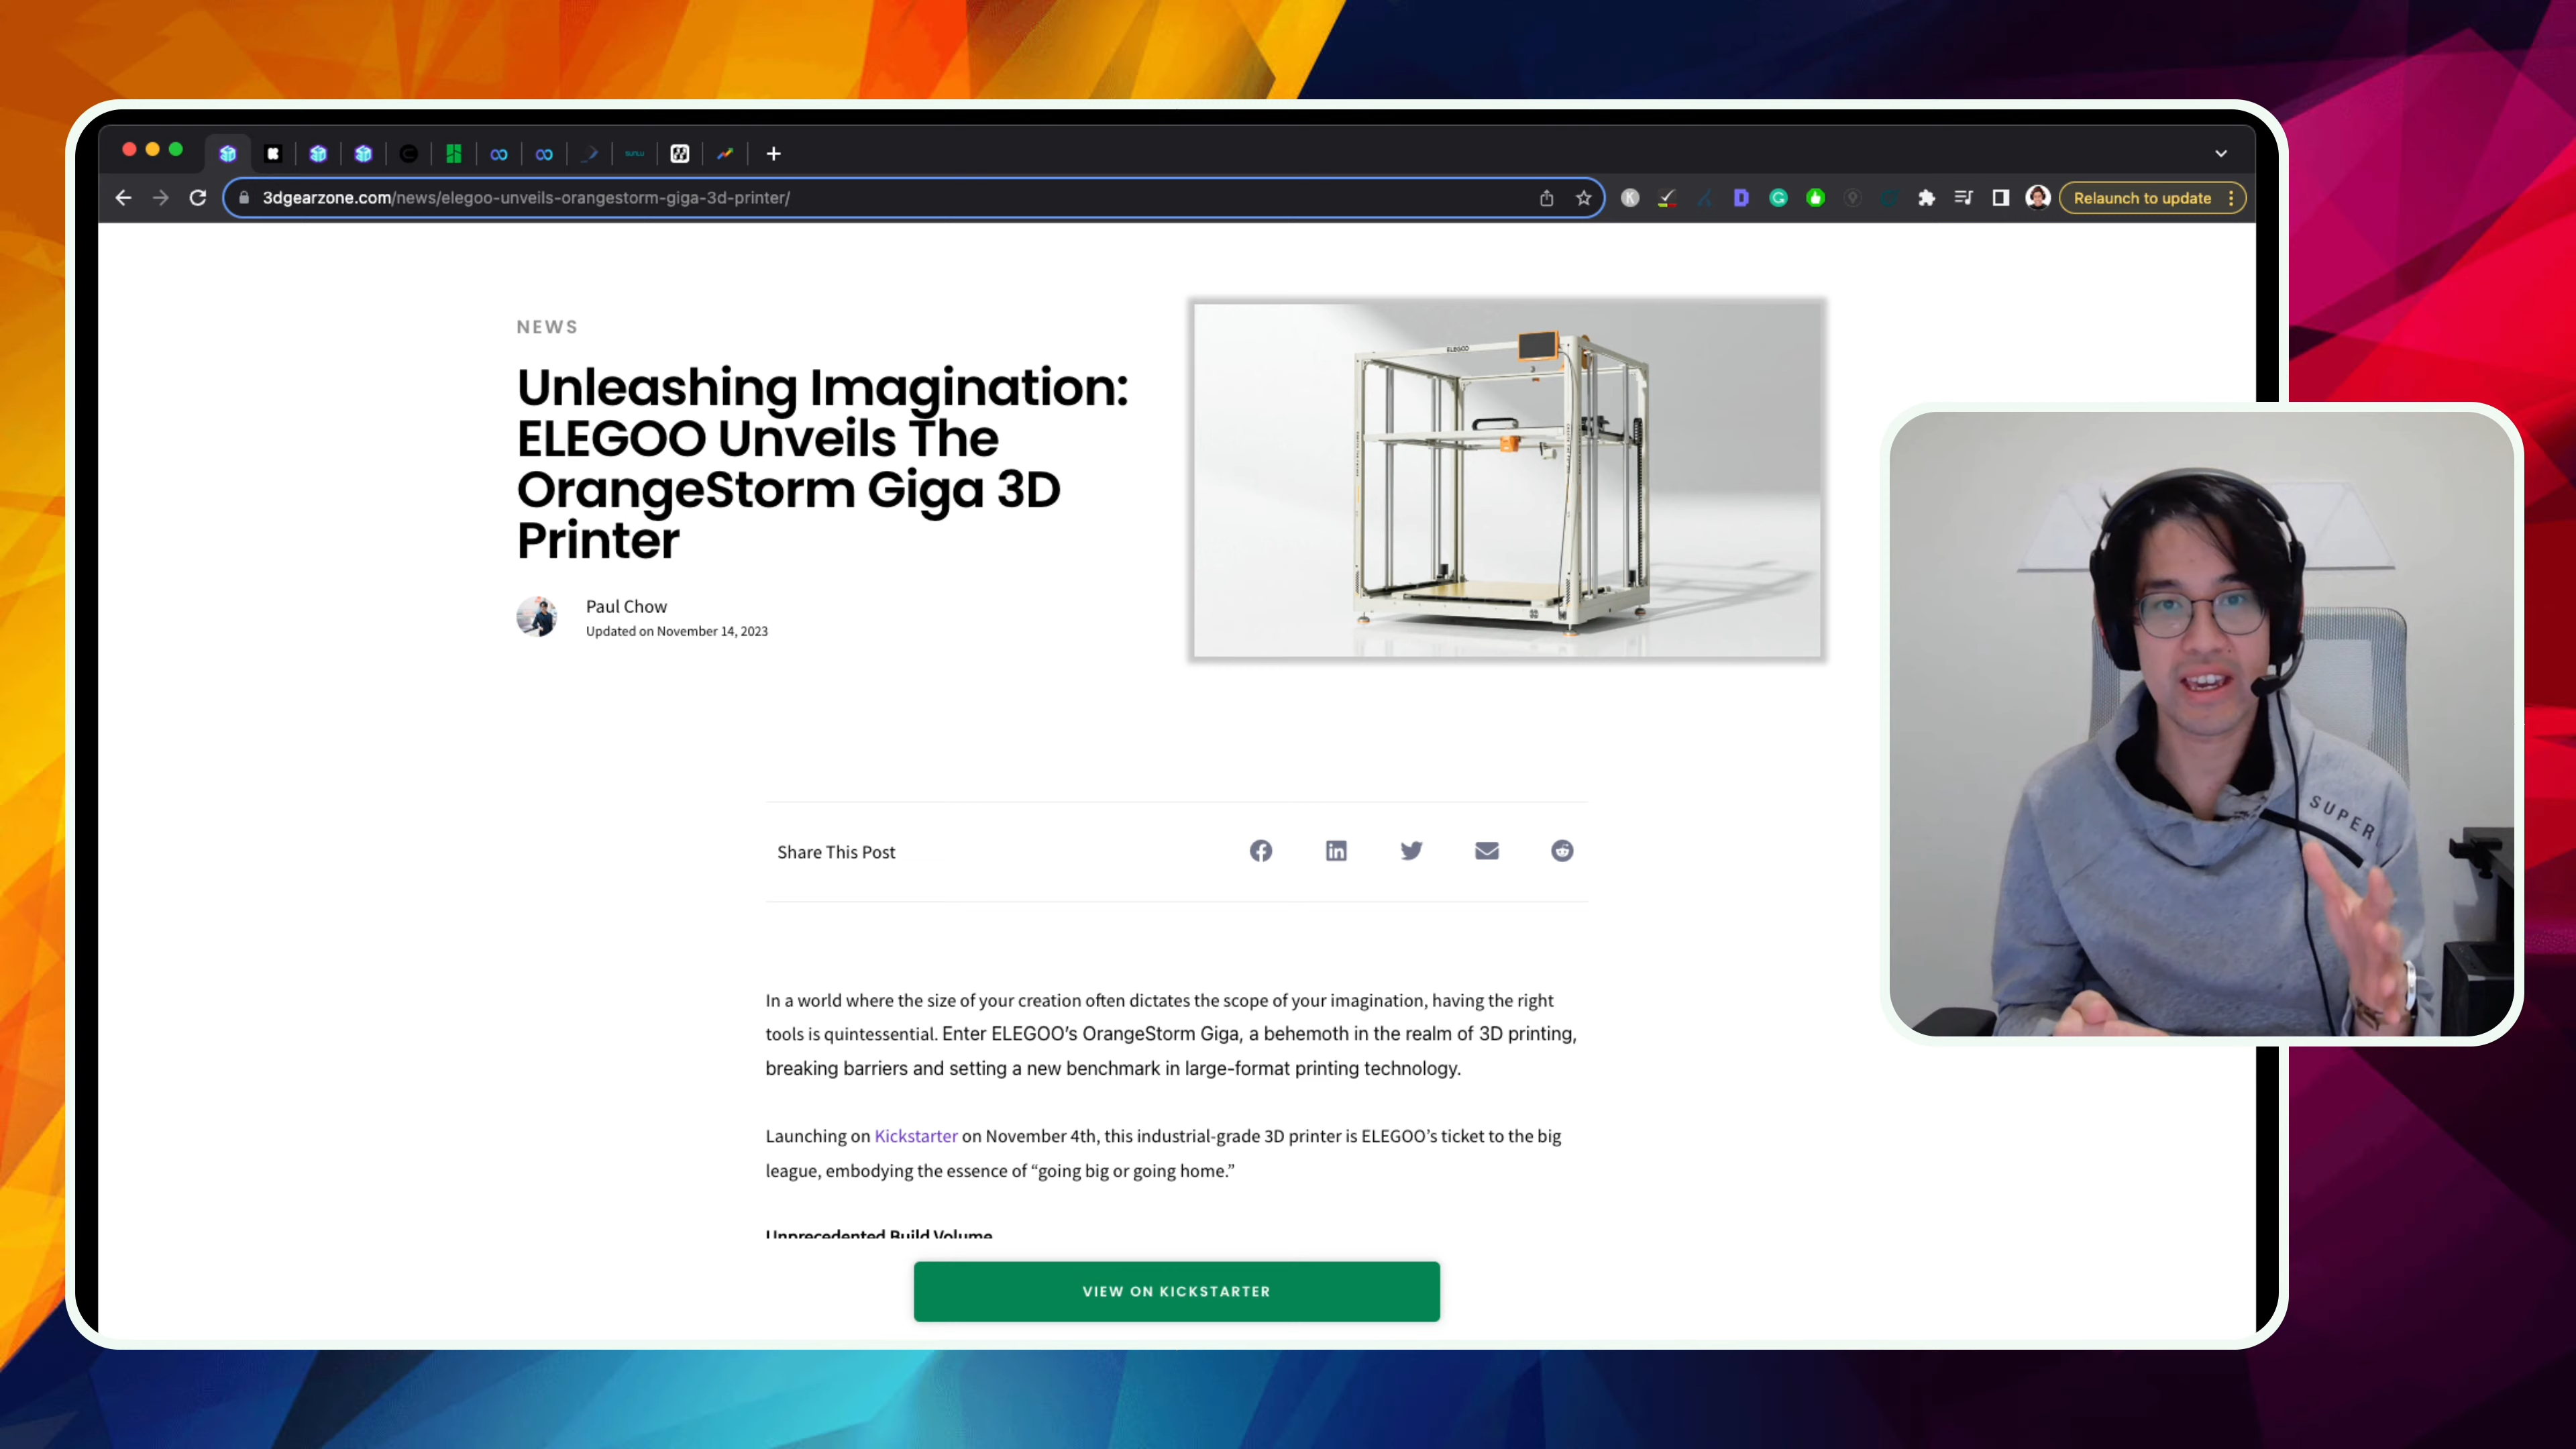 3dgearzone.com/news/elegoo-unveils-orangestorm-giga-3d-printer/
Relaunch to update
NEWS
Unleashing Imagination:
ELEGOO Unveils The
OrangeStorm Giga 3D
Printer
Paul Chow
Updated on November 14, 2023
ELEGOO
SUPER
Share This Post
In a world where the size of your creation often dictates the scope of your imagination, having the right
tools is quintessential. Enter ELEGOO’s OrangeStorm Giga, a behemoth in the realm of 3D printing,
breaking barriers and setting a new benchmark in large-format printing technology.
Launching on Kickstarter on November 4th, this industrial-grade 3D printer is ELEGOO’s ticket to the big
league, embodying the essence of “going big or going home.”
Unprecedented Build Volume
VIEW ON KICKSTARTER